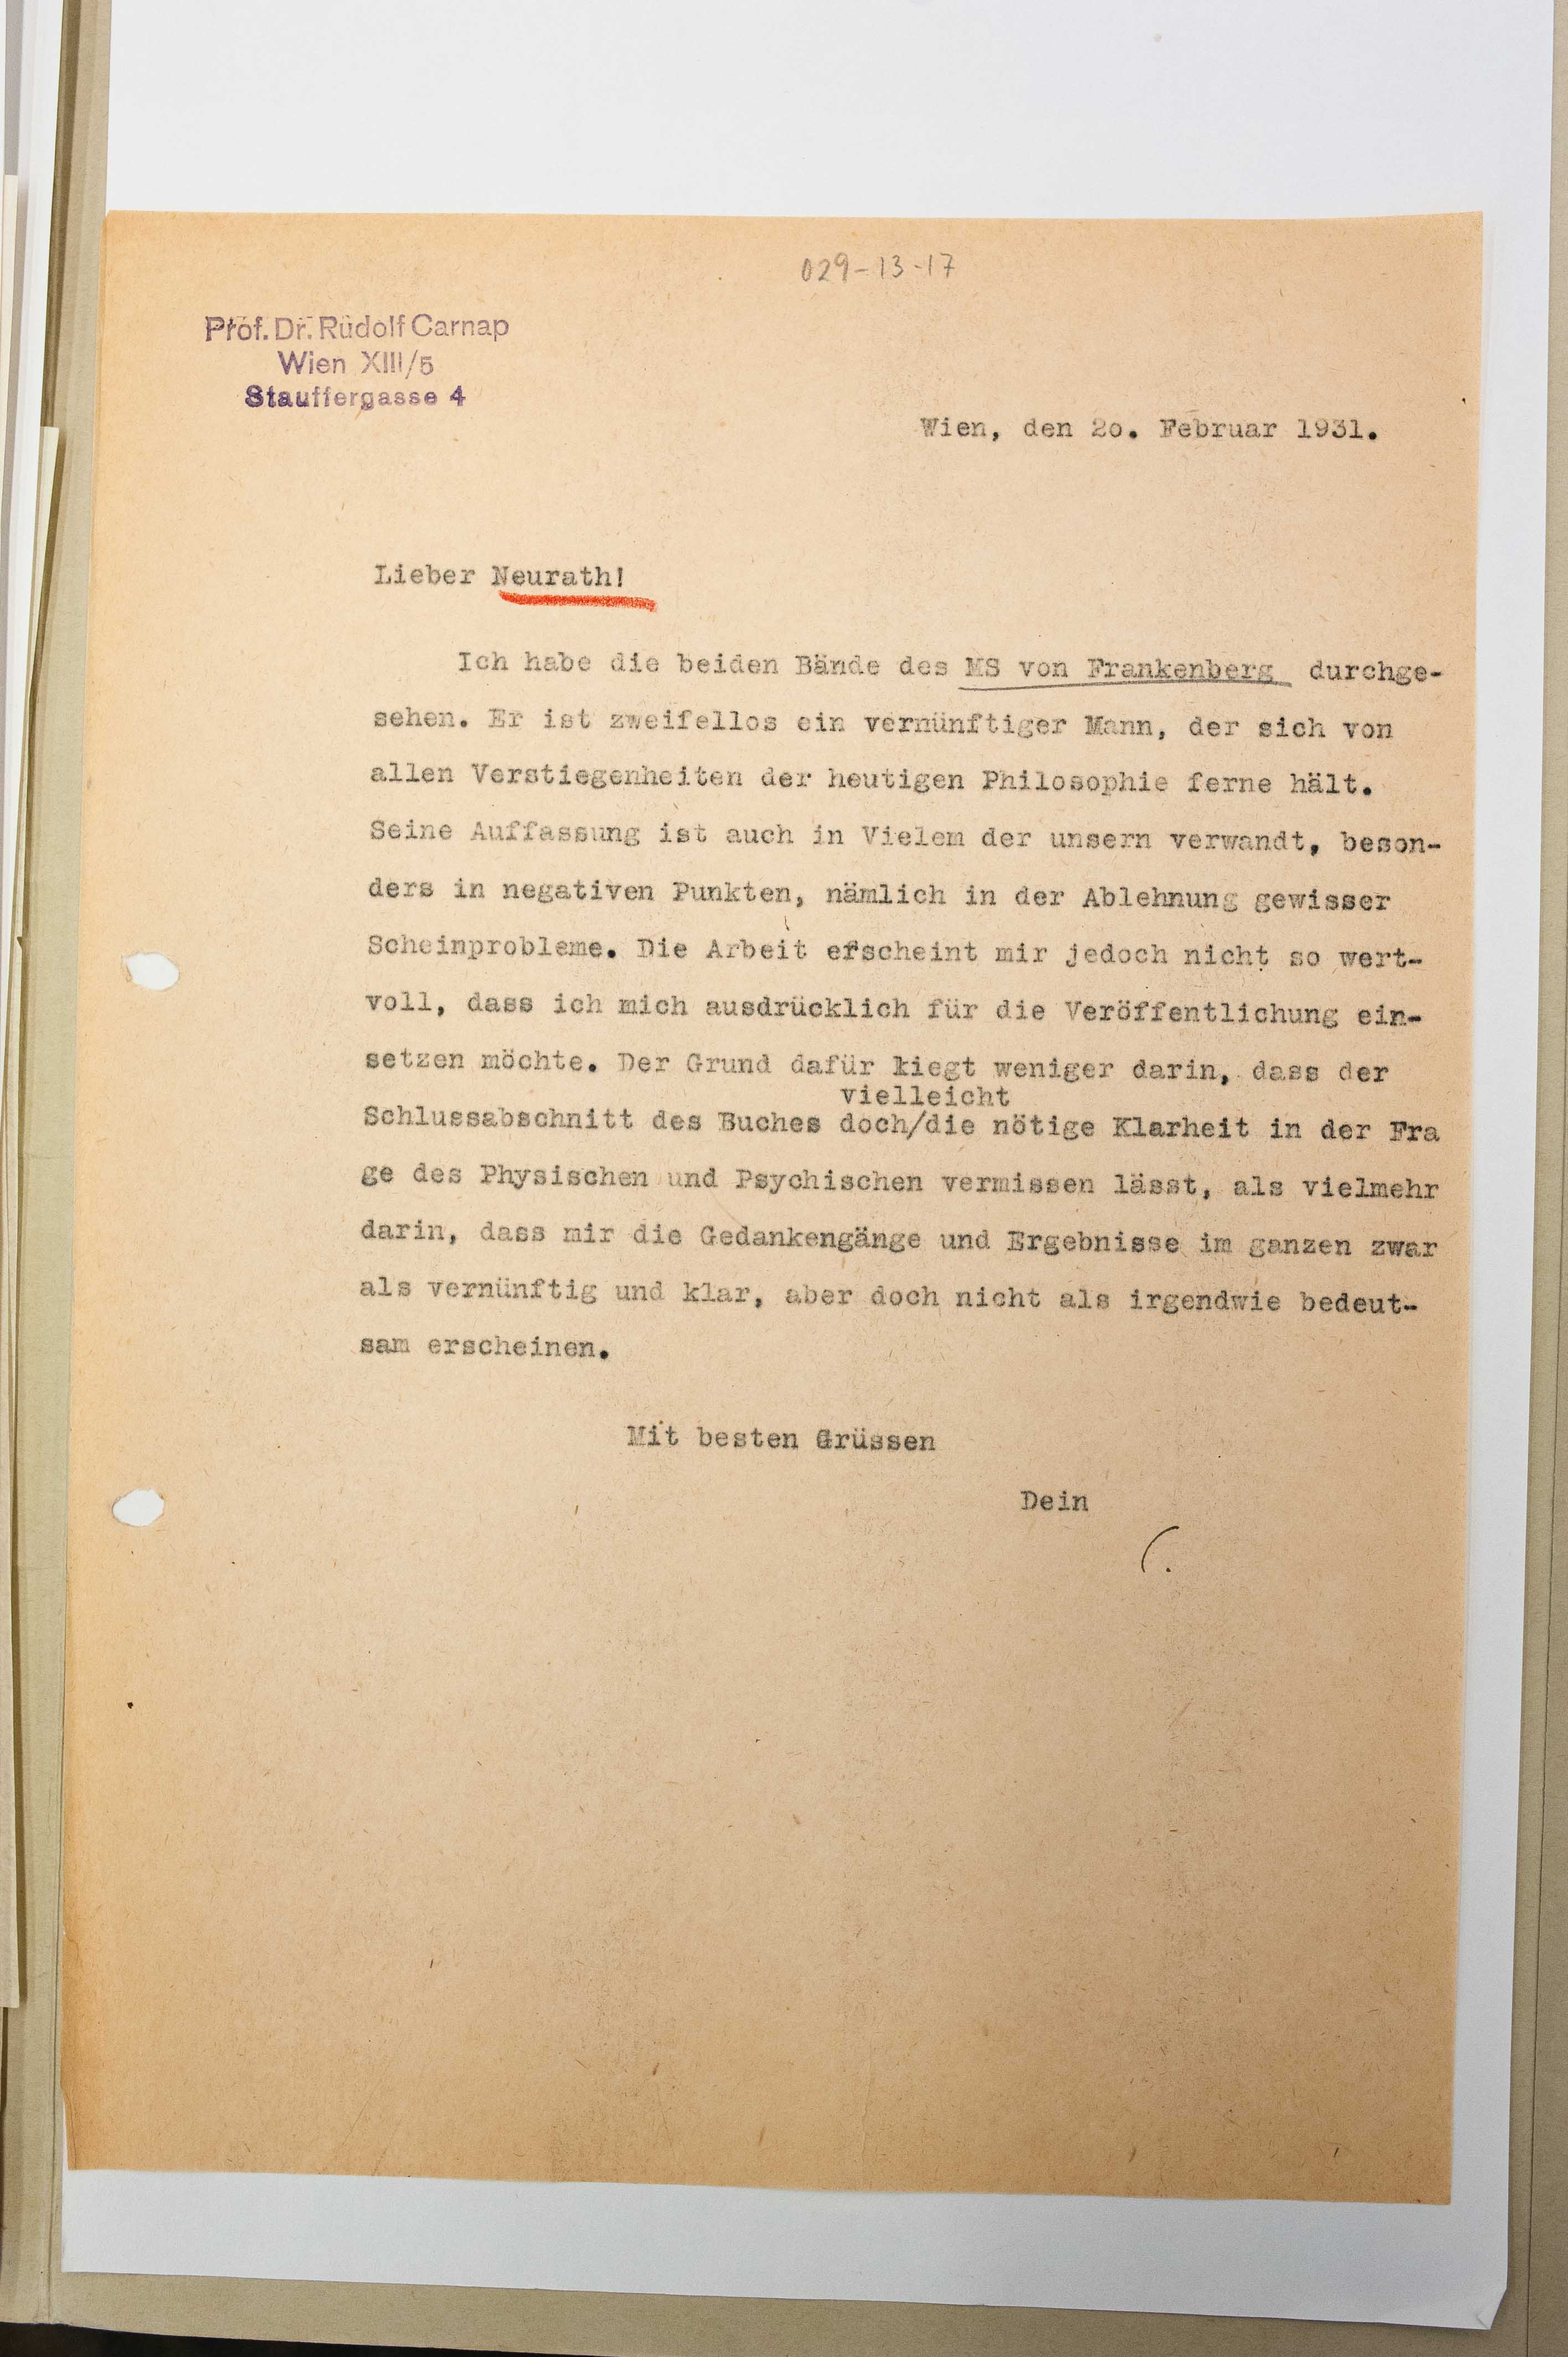 029-13-17
Prof. Dr. Rudolf Carnap
Wien XIII/5
Stauffergasse 4
Wien, den 2o. Februar 1931.
Lieber Neurath!
Ich habe die beiden Bände des MS von Frankenberg durchge-
sehen. Er ist zweifellos ein vernünftiger Mann, der sich von
allen Verstiegenheiten der heutigen Philosophie ferne hält.
Seine Auffassung ist auch in Vielem der unsern verwandt, beson-
ders in negativen Punkten, nämlich in der Ablehnung gewisser
Scheinprobleme. Die Arbeit erscheint mir jedoch nicht so wert-
voll, dass ich mich ausdrücklich für die Veröffentlichung ein-
setzen möchte. Der Grund dafür liegt weniger darin, dass der
vielleicht
Schlussabschnitt des Buches doch/die nötige Klarheit in der Fra
ge des Physischen und Psychischen vermissen lässt, als vielmehr
darin, dass mir die Gedankengänge und Ergebnisse im ganzen zwar
als vernünftig und klar, aber doch nicht als irgendwie bedeut-
sam erscheinen.
Mit besten Grüssen
Dein
C.